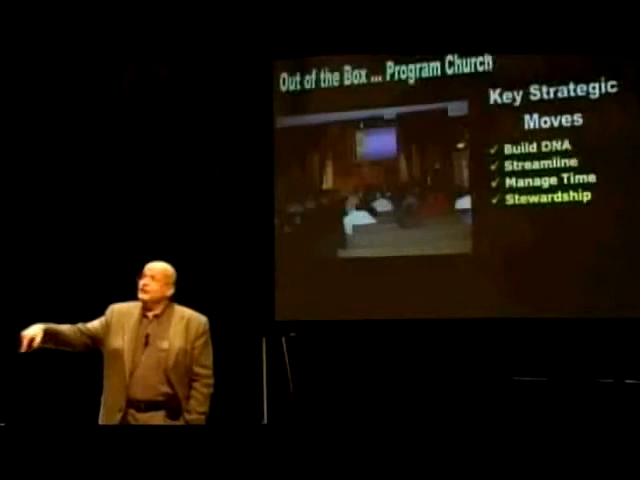 Out of the Box ... Program Church
Key Strategic
Moves
✓ Build DNA
✓ Streamline
✓ Manage Time
✓ Stewardship